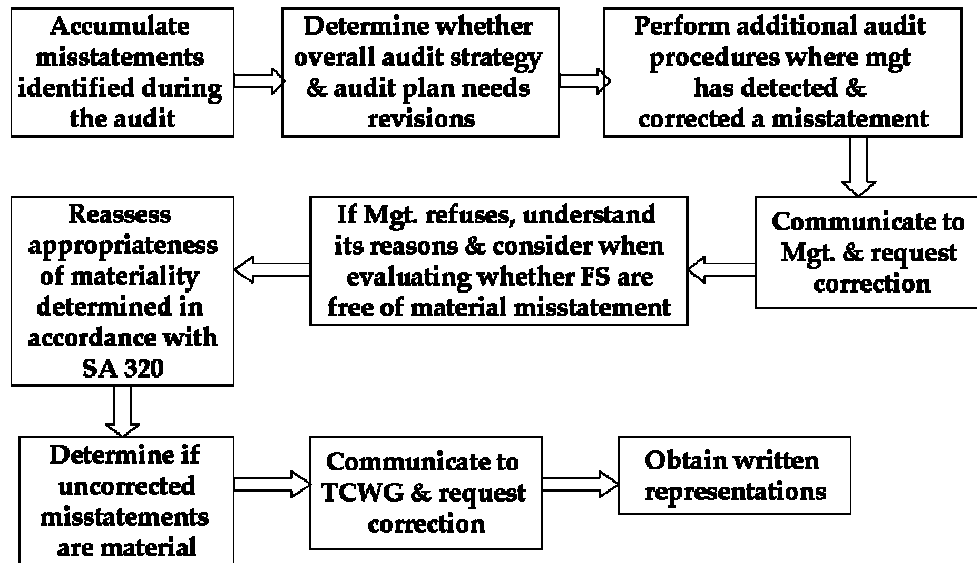 Accumulate
misstatements
identified during
the audit
Determine whether
overall audit strategy
& audit plan needs
revisions
Perform additional audit
procedures where mgt
has detected &
corrected a misstatement
Communicate to
Mgt. & request
correction
If Mgt. refuses, understand
its reasons & consider when
evaluating whether FS are
free of material misstatement
Reassess
appropriateness
of materiality
determined in
accordance with
SA 320
Determine if
uncorrected
misstatements
are material
Communicate to
TCWG & request
correction
Obtain written
representations